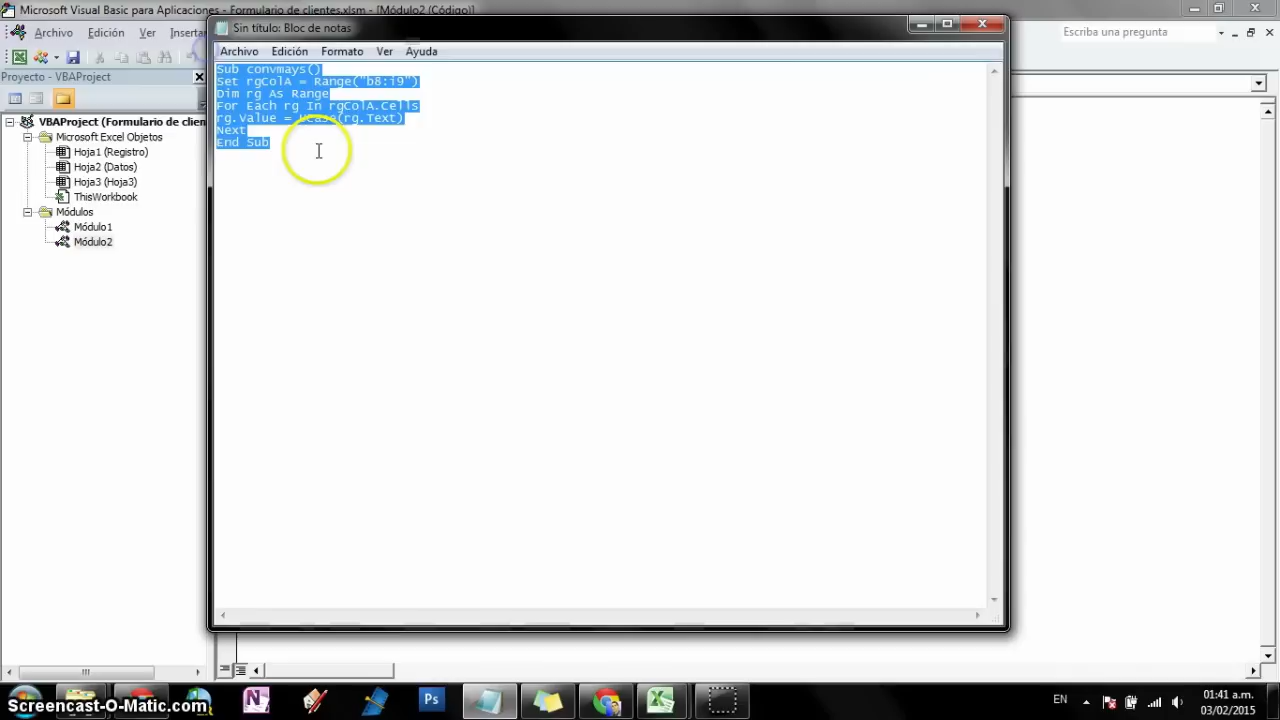 Microsoft Visual Basic para Aplicaciones - Formulario de clientes.xlsm - [Módulo2 (Código)]
Archivo Edición Ver Insertar
Escriba una pregunta
Proyecto - VBAProject
VBAProject (Formulario de clien
Microsoft Excel Objetos
Hoja1 (Registro)
Hoja2 (Datos)
Hoja3 (Hoja3)
ThisWorkbook
Módulos
Módulo1
Módulo2
Sin título: Bloc de notas
Archivo Edición Formato Ver Ayuda
Sub convmays()
Set rgColA = Range("b8:i9")
Dim rg As Range
For Each rg In rgColA.Cells
rg.Value = UCase(rg.Text)
Next
End Sub
Ps
EN
01:41 a.m.
03/02/2015
Screencast-O-Matic.com